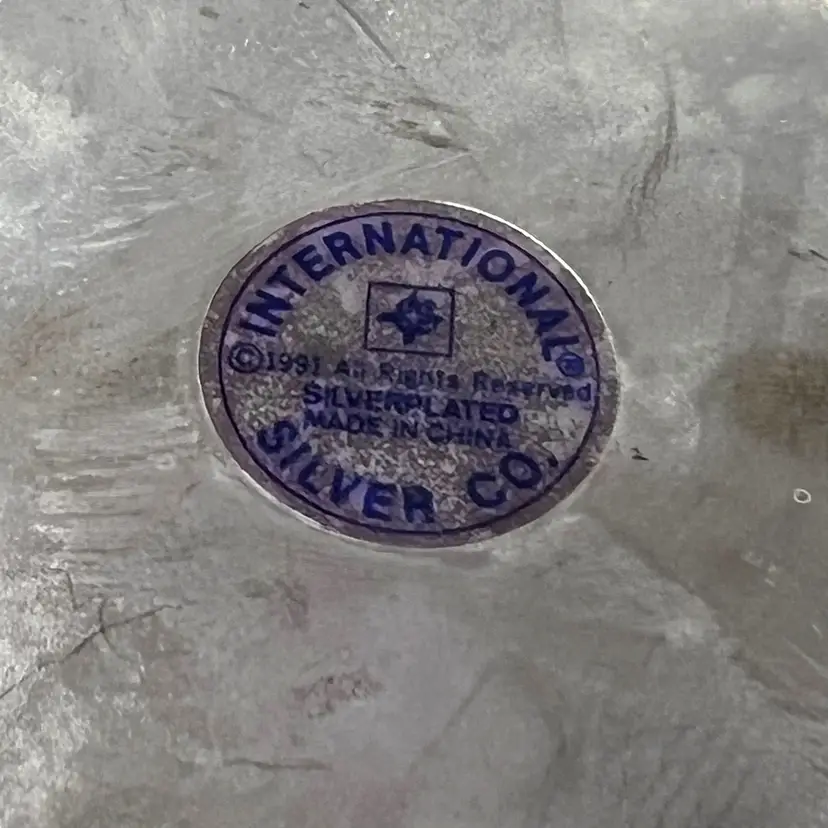 INTERNATIONAL®
©1991 All Rights Reserved
SILVERPLATED
MADE IN CHINA
SILVER CO.